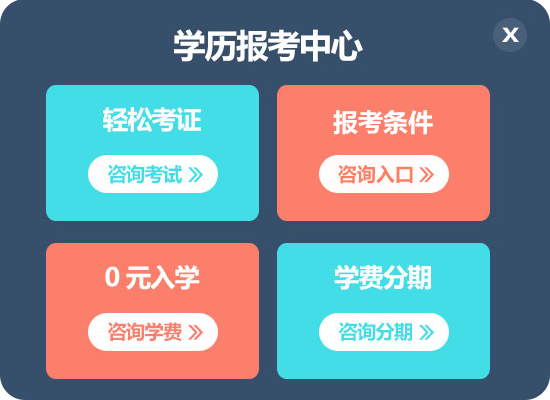 学历报考中心
X
轻松考证
咨询考试 »
报考条件
咨询入口 »
0 元入学
咨询学费 »
学费分期
咨询分期 »